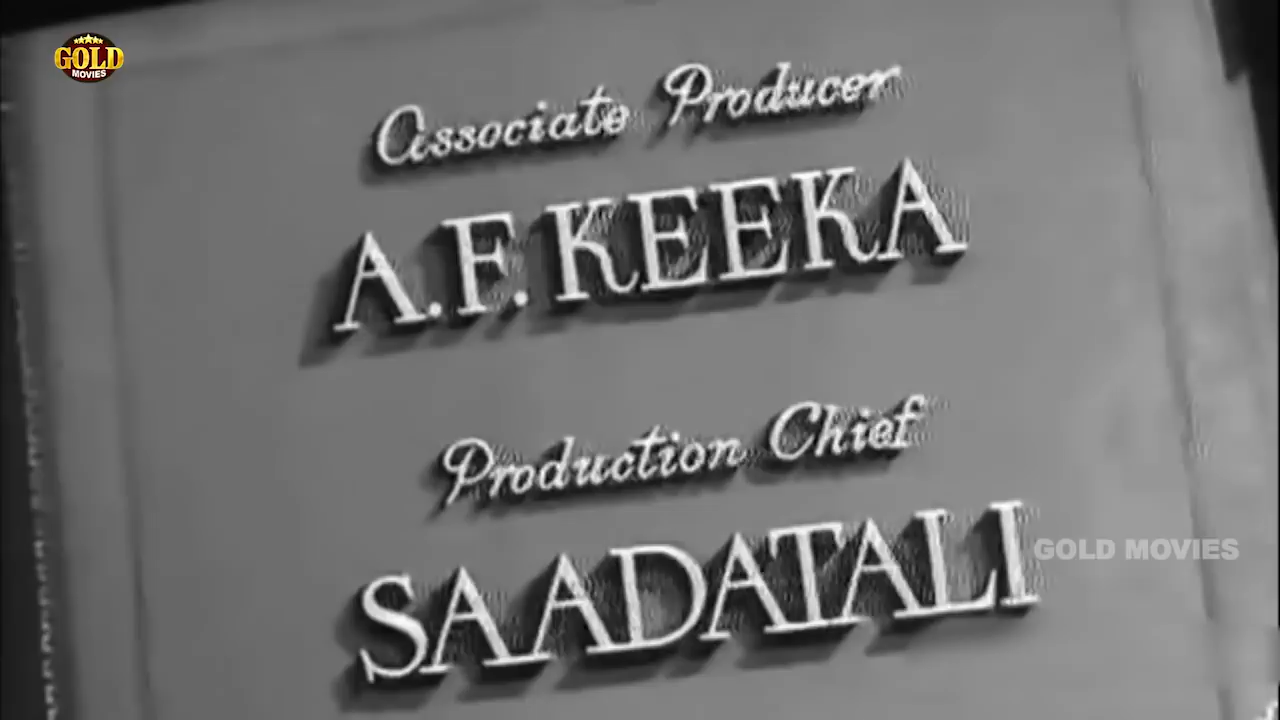 GOLD
MOVIES
Associate Producer
A.F.KEEKA
Production Chief
SAADATALI
GOLD MOVIES